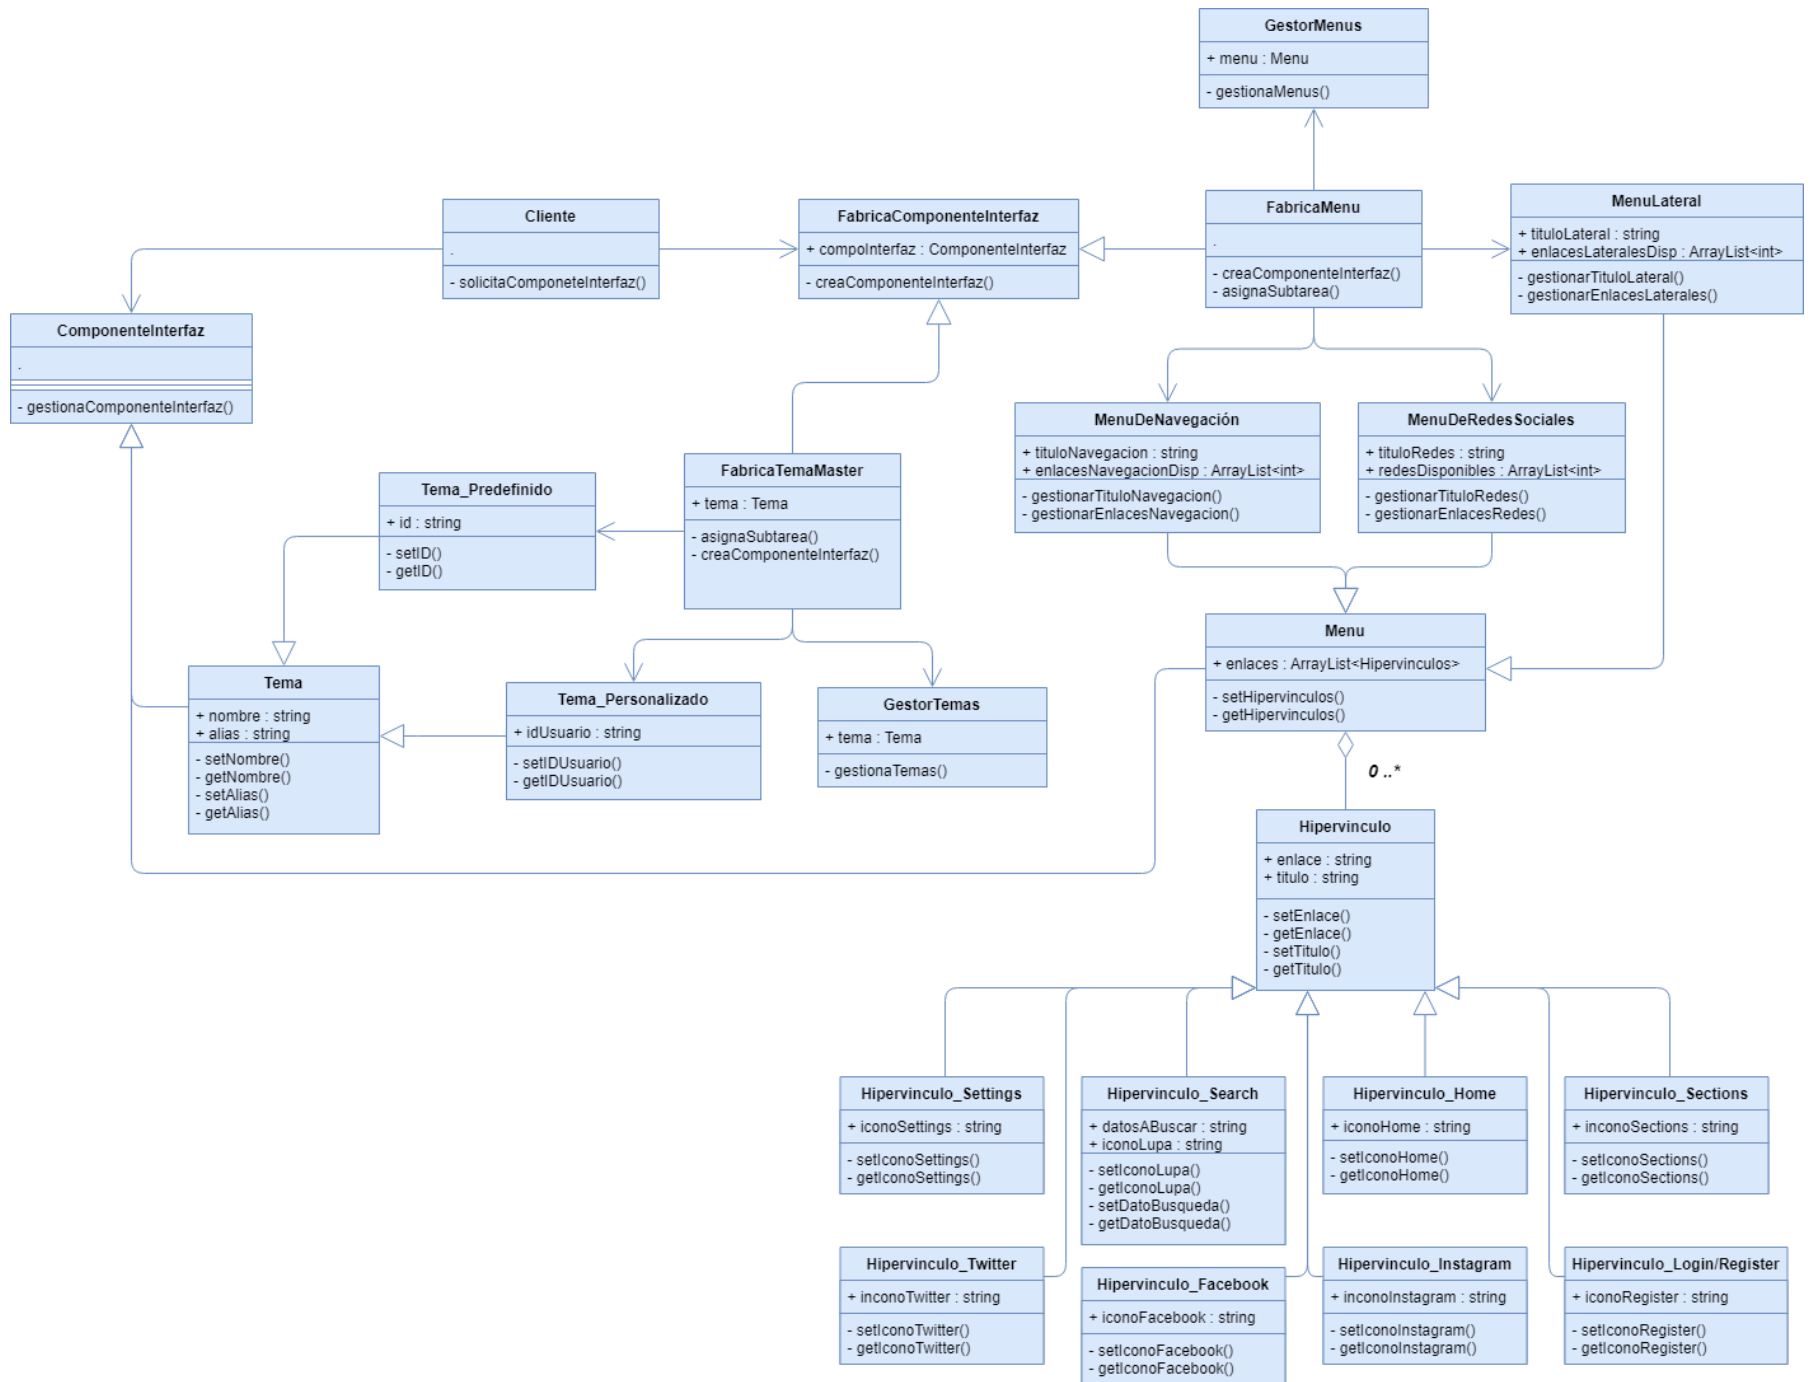 GestorMenus
+ menu : Menu
- gestionaMenus()
Cliente
.
- solicitaComponeteInterfaz()
FabricaComponenteInterfaz
+ compoInterfaz : ComponenteInterfaz
- creaComponenteInterfaz()
FabricaMenu
.
- creaComponenteInterfaz()
- asignaSubtarea()
MenuLateral
+ tituloLateral : string
+ enlacesLateralesDisp : ArrayList<int>
- gestionarTituloLateral()
- gestionarEnlacesLaterales()
ComponenteInterfaz
.
- gestionaComponenteInterfaz()
MenuDeNavegación
+ tituloNavegacion : string
+ enlacesNavegacionDisp : ArrayList<int>
- gestionarTituloNavegacion()
- gestionarEnlacesNavegacion()
MenuDeRedesSociales
+ tituloRedes : string
+ redesDisponibles : ArrayList<int>
- gestionarTituloRedes()
- gestionarEnlacesRedes()
FabricaTemaMaster
+ tema : Tema
- asignaSubtarea()
- creaComponenteInterfaz()
Tema_Predefinido
+ id : string
- setID()
- getID()
Menu
+ enlaces : ArrayList<Hipervinculos>
- setHipervinculos()
- getHipervinculos()
Tema
+ nombre : string
+ alias : string
- setNombre()
- getNombre()
- setAlias()
- getAlias()
Tema_Personalizado
+ idUsuario : string
- setIDUsuario()
- getIDUsuario()
GestorTemas
+ tema : Tema
- gestionaTemas()
0 ..*
Hipervinculo
+ enlace : string
+ titulo : string
- setEnlace()
- getEnlace()
- setTitulo()
- getTitulo()
Hipervinculo_Settings
+ iconoSettings : string
- setIconoSettings()
- getIconoSettings()
Hipervinculo_Search
+ datosABuscar : string
+ iconoLupa : string
- setIconoLupa()
- getIconoLupa()
- setDatoBusqueda()
- getDatoBusqueda()
Hipervinculo_Home
+ iconoHome : string
- setIconoHome()
- getIconoHome()
Hipervinculo_Sections
+ inconoSections : string
- setIconoSections()
- getIconoSections()
Hipervinculo_Twitter
+ inconoTwitter : string
- setIconoTwitter()
- getIconoTwitter()
Hipervinculo_Facebook
+ iconoFacebook : string
- setIconoFacebook()
- getIconoFacebook()
Hipervinculo_Instagram
+ inconoInstagram : string
- setIconoInstagram()
- getIconoInstagram()
Hipervinculo_Login/Register
+ iconoRegister : string
- setIconoRegister()
- getIconoRegister()